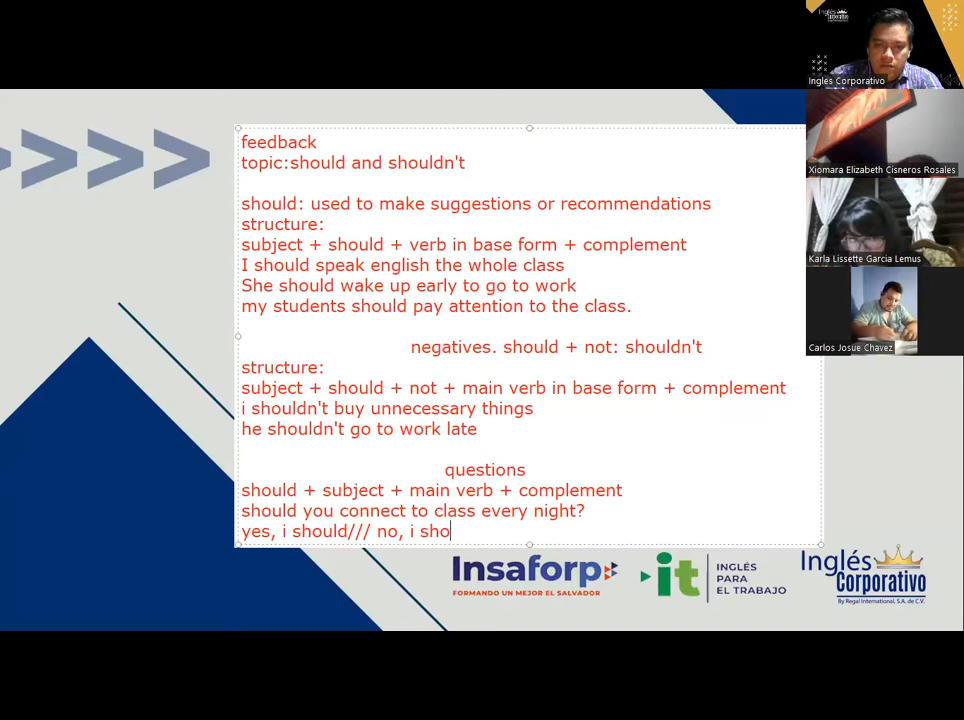 feedback
topic:should and shouldn't
should: used to make suggestions or recommendations
structure:
subject + should + verb in base form + complement
I should speak english the whole class
She should wake up early to go to work
my students should pay attention to the class.
negatives. should + not: shouldn't
structure:
subject + should + not + main verb in base form + complement
i shouldn't buy unnecessary things
he shouldn't go to work late
questions
should + subject + main verb + complement
should you connect to class every night?
yes, i should/// no, i sho
Insaforp
FORMANDO UN MEJOR EL SALVADOR
it
INGLÉS
PARA
EL TRABAJO
Inglés
Corporativo
By Regal International, S.A. de C.V.
Inglés
Corporativo
Inglés Corporativo
Xiomara Elizabeth Cisneros Rosales
Karla Lissette Garcia Lemus
Carlos Josue Chavez